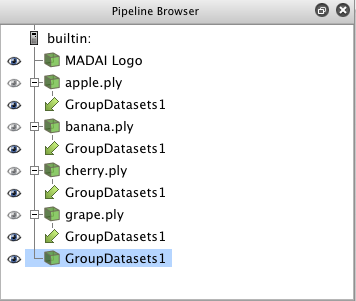 Pipeline Browser
builtin:
MADAI Logo
apple.ply
GroupDatasets1
banana.ply
GroupDatasets1
cherry.ply
GroupDatasets1
grape.ply
GroupDatasets1
GroupDatasets1